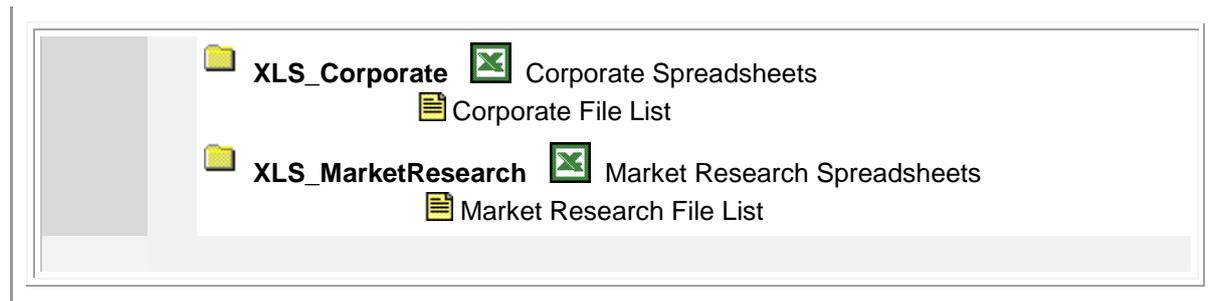 XLS_Corporate Corporate Spreadsheets
Corporate File List
XLS_MarketResearch Market Research Spreadsheets
Market Research File List